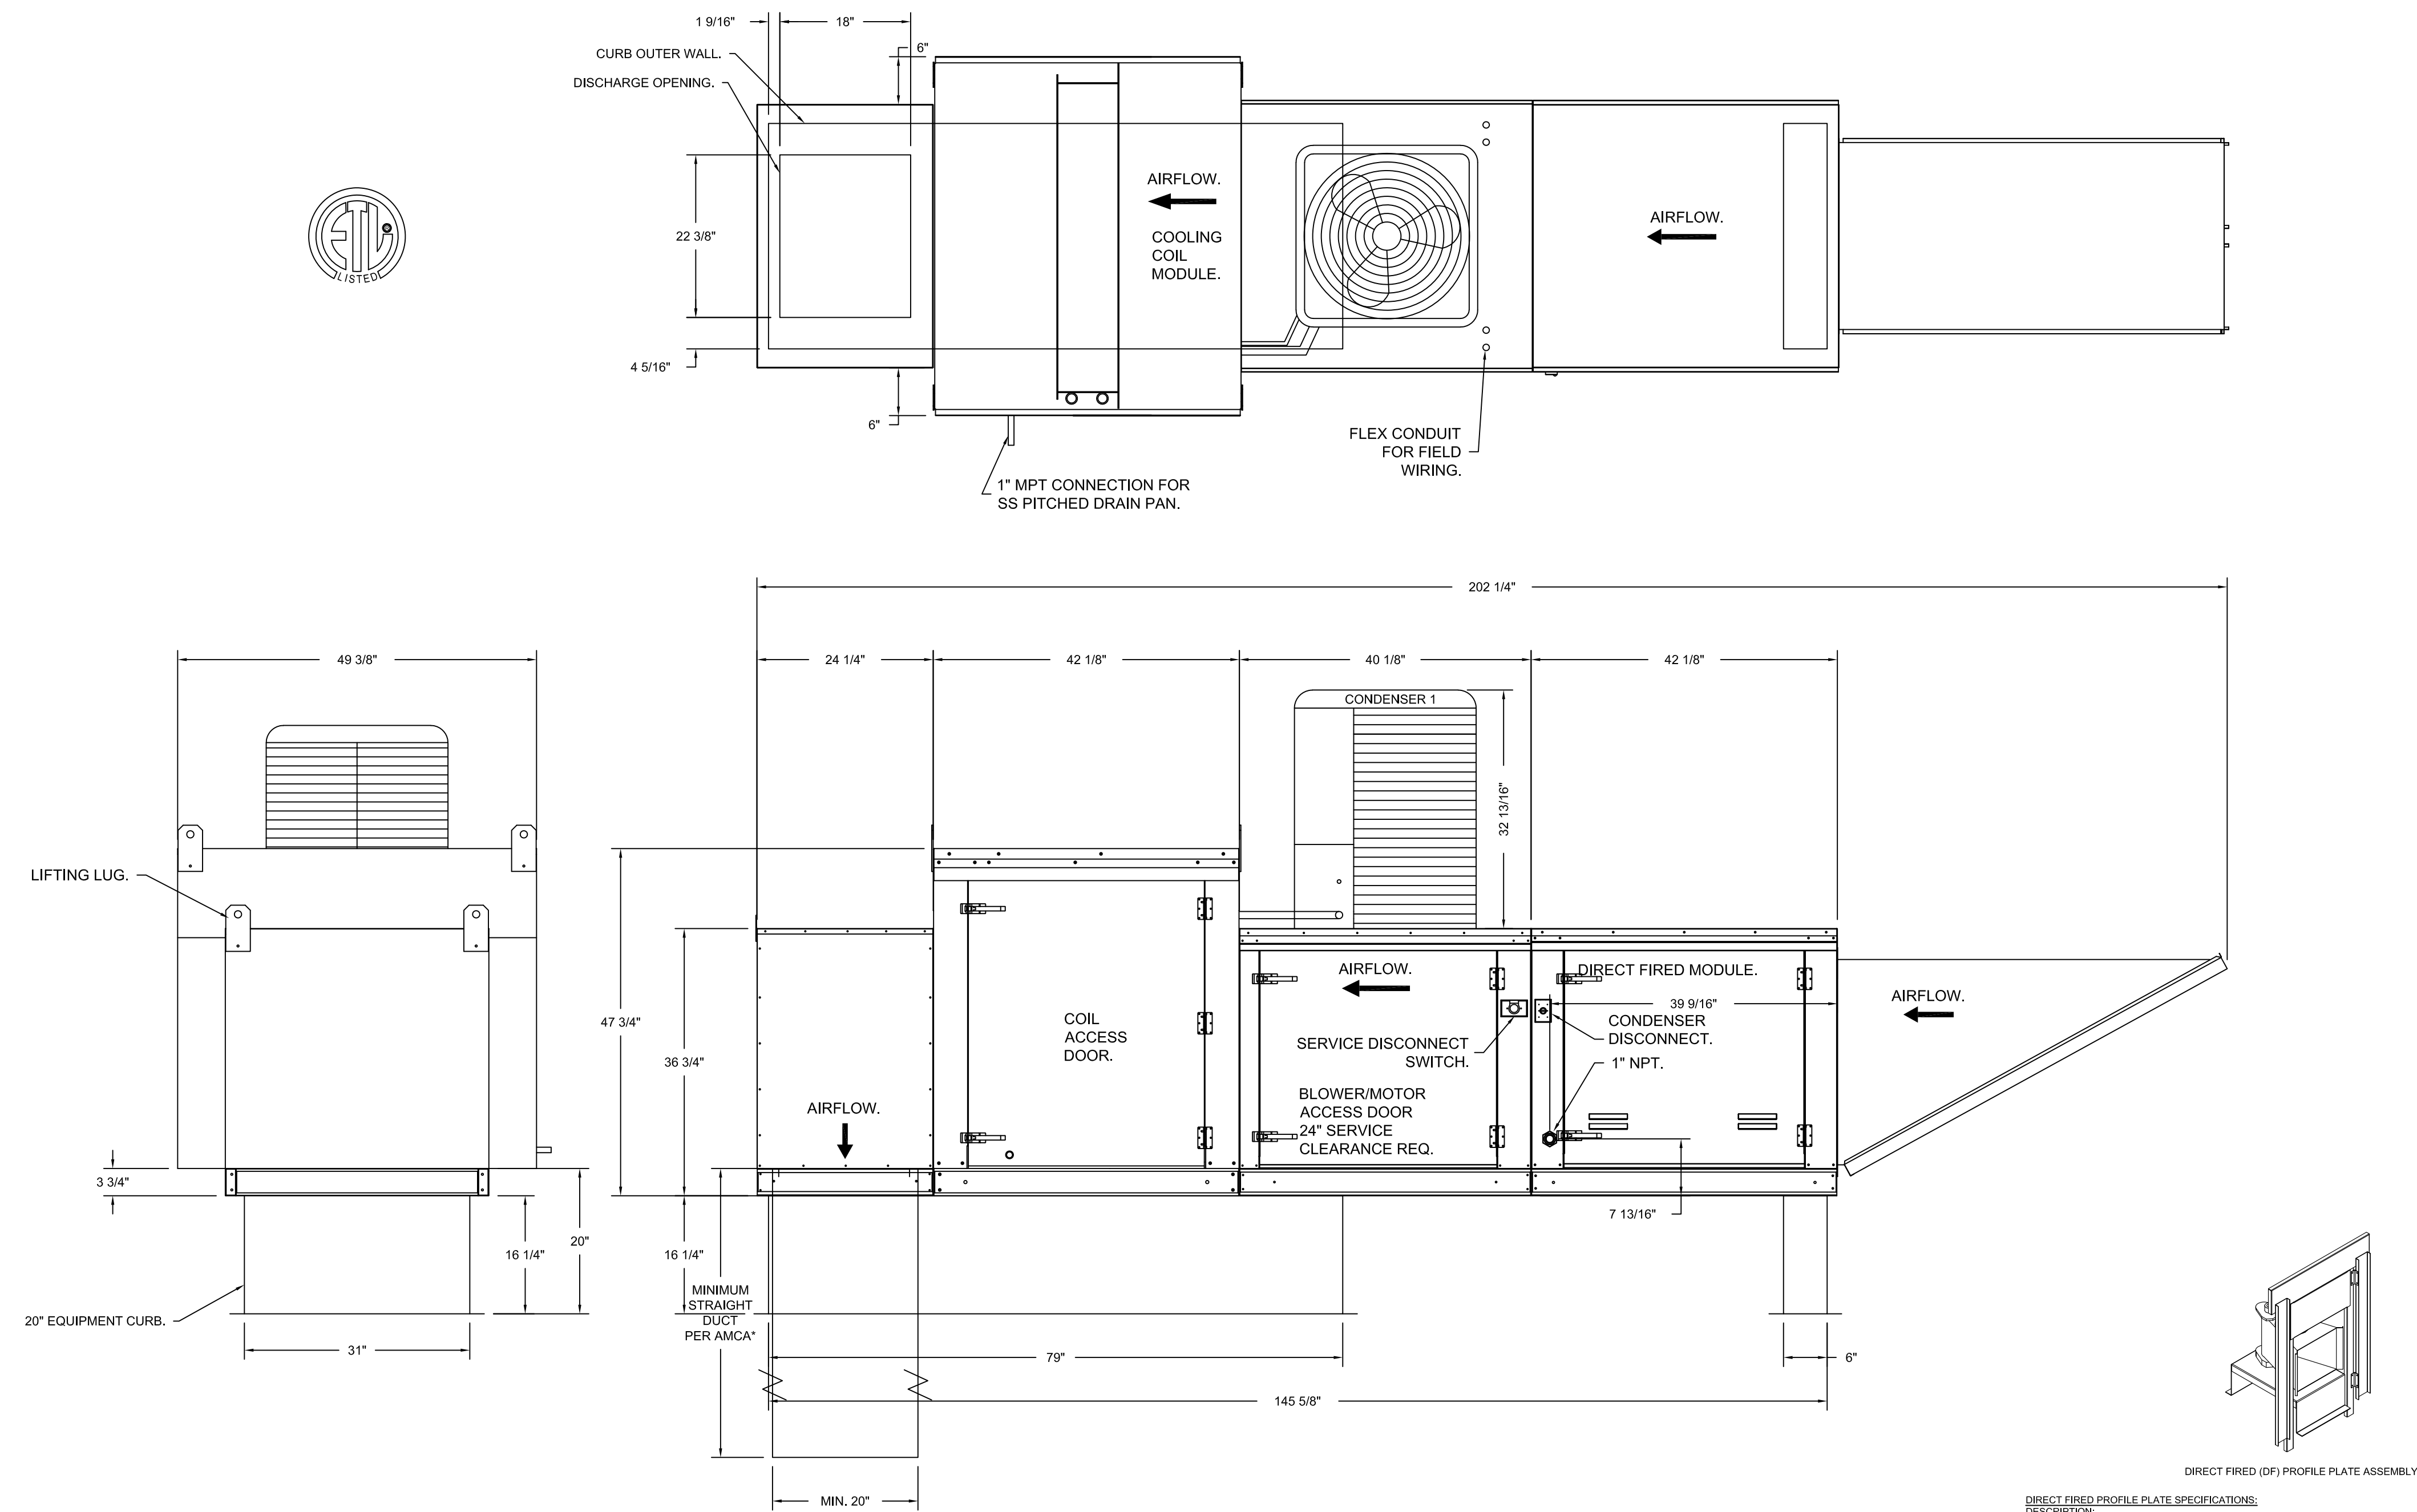 1 9/16"
18"
6"
CURB OUTER WALL.
DISCHARGE OPENING.
AIRFLOW.
AIRFLOW.
22 3/8"
COOLING
COIL
MODULE.
LISTED
4 5/16"
6"
FLEX CONDUIT
FOR FIELD
WIRING.
1" MPT CONNECTION FOR
SS PITCHED DRAIN PAN.
202 1/4"
49 3/8"
24 1/4"
42 1/8"
40 1/8"
42 1/8"
CONDENSER 1
32 13/16"
LIFTING LUG.
AIRFLOW.
DIRECT FIRED MODULE.
39 9/16"
AIRFLOW.
47 3/4"
COIL
ACCESS
DOOR.
CONDENSER
DISCONNECT.
SERVICE DISCONNECT
SWITCH.
36 3/4"
1" NPT.
BLOWER/MOTOR
ACCESS DOOR
24" SERVICE
CLEARANCE REQ.
AIRFLOW.
3 3/4"
7 13/16"
20"
16 1/4"
16 1/4"
MINIMUM
STRAIGHT
DUCT
PER AMCA*
20" EQUIPMENT CURB.
31"
79"
6"
145 5/8"
DIRECT FIRED (DF) PROFILE PLATE ASSEMBLY
MIN. 20"
DIRECT FIRED PROFILE PLATE SPECIFICATIONS:
DESCRIPTION: